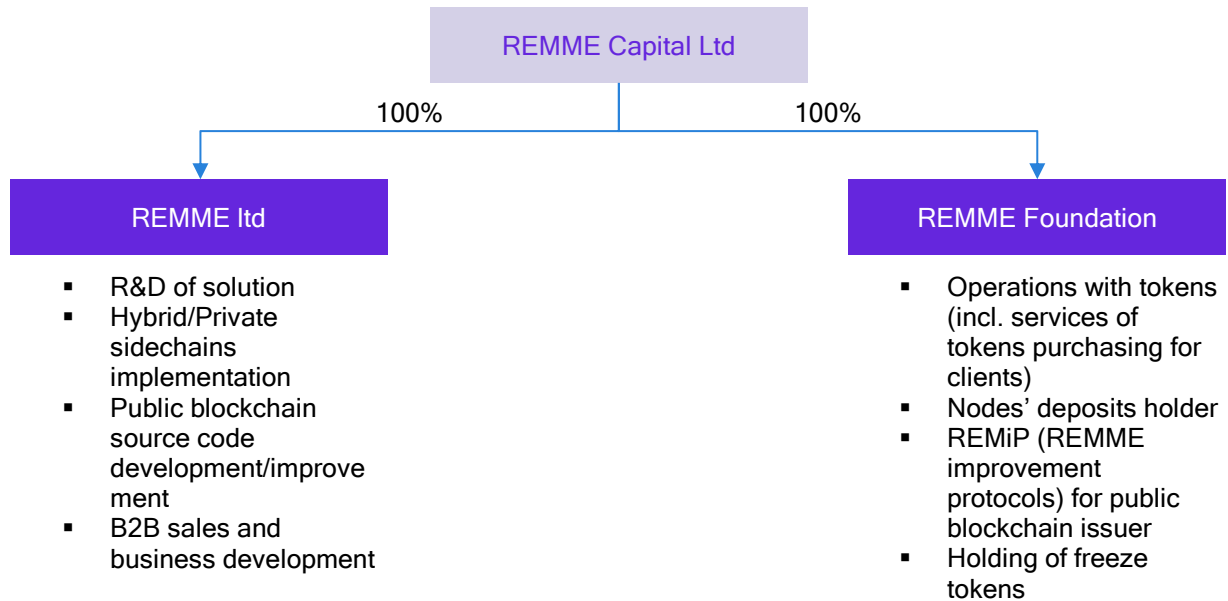 REMME Capital Ltd
100%
100%
REMME ltd
REMME Foundation
▪ R&D of solution
▪ Hybrid/Private
sidechains
implementation
▪ Public blockchain
source code
development/improve
ment
▪ B2B sales and
business development
▪ Operations with tokens
(incl. services of
tokens purchasing for
clients)
▪ Nodes’ deposits holder
▪ REMiP (REMME
improvement
protocols) for public
blockchain issuer
▪ Holding of freeze
tokens